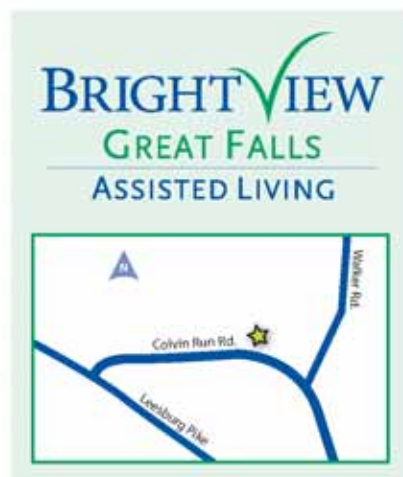 BRIGHTVIEW
GREAT FALLS
ASSISTED LIVING
N
Walker Rd.
Colvin Run Rd.
Leesburg Pike